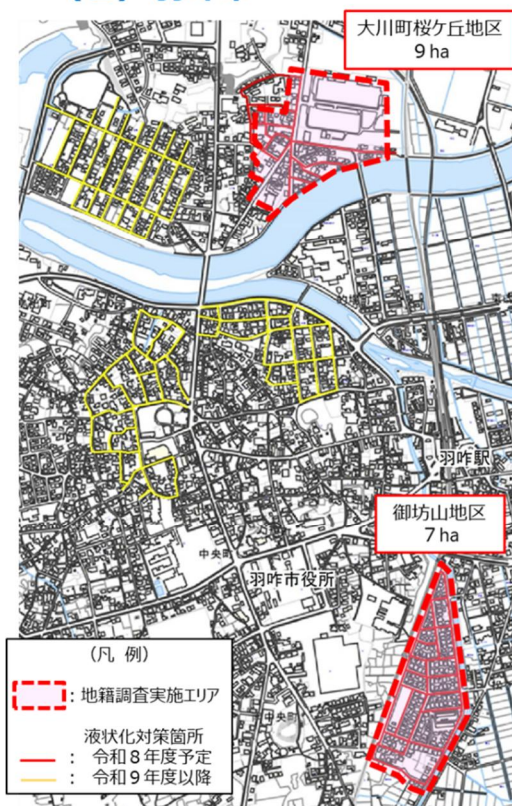 大川町桜ケ丘地区
9 ha
羽咋駅
御坊山地区
7 ha
中央町
羽咋市役所
中央町
(凡 例)
：地籍調査実施エリア
液状化対策箇所
： 令和８年度予定
： 令和９年度以降